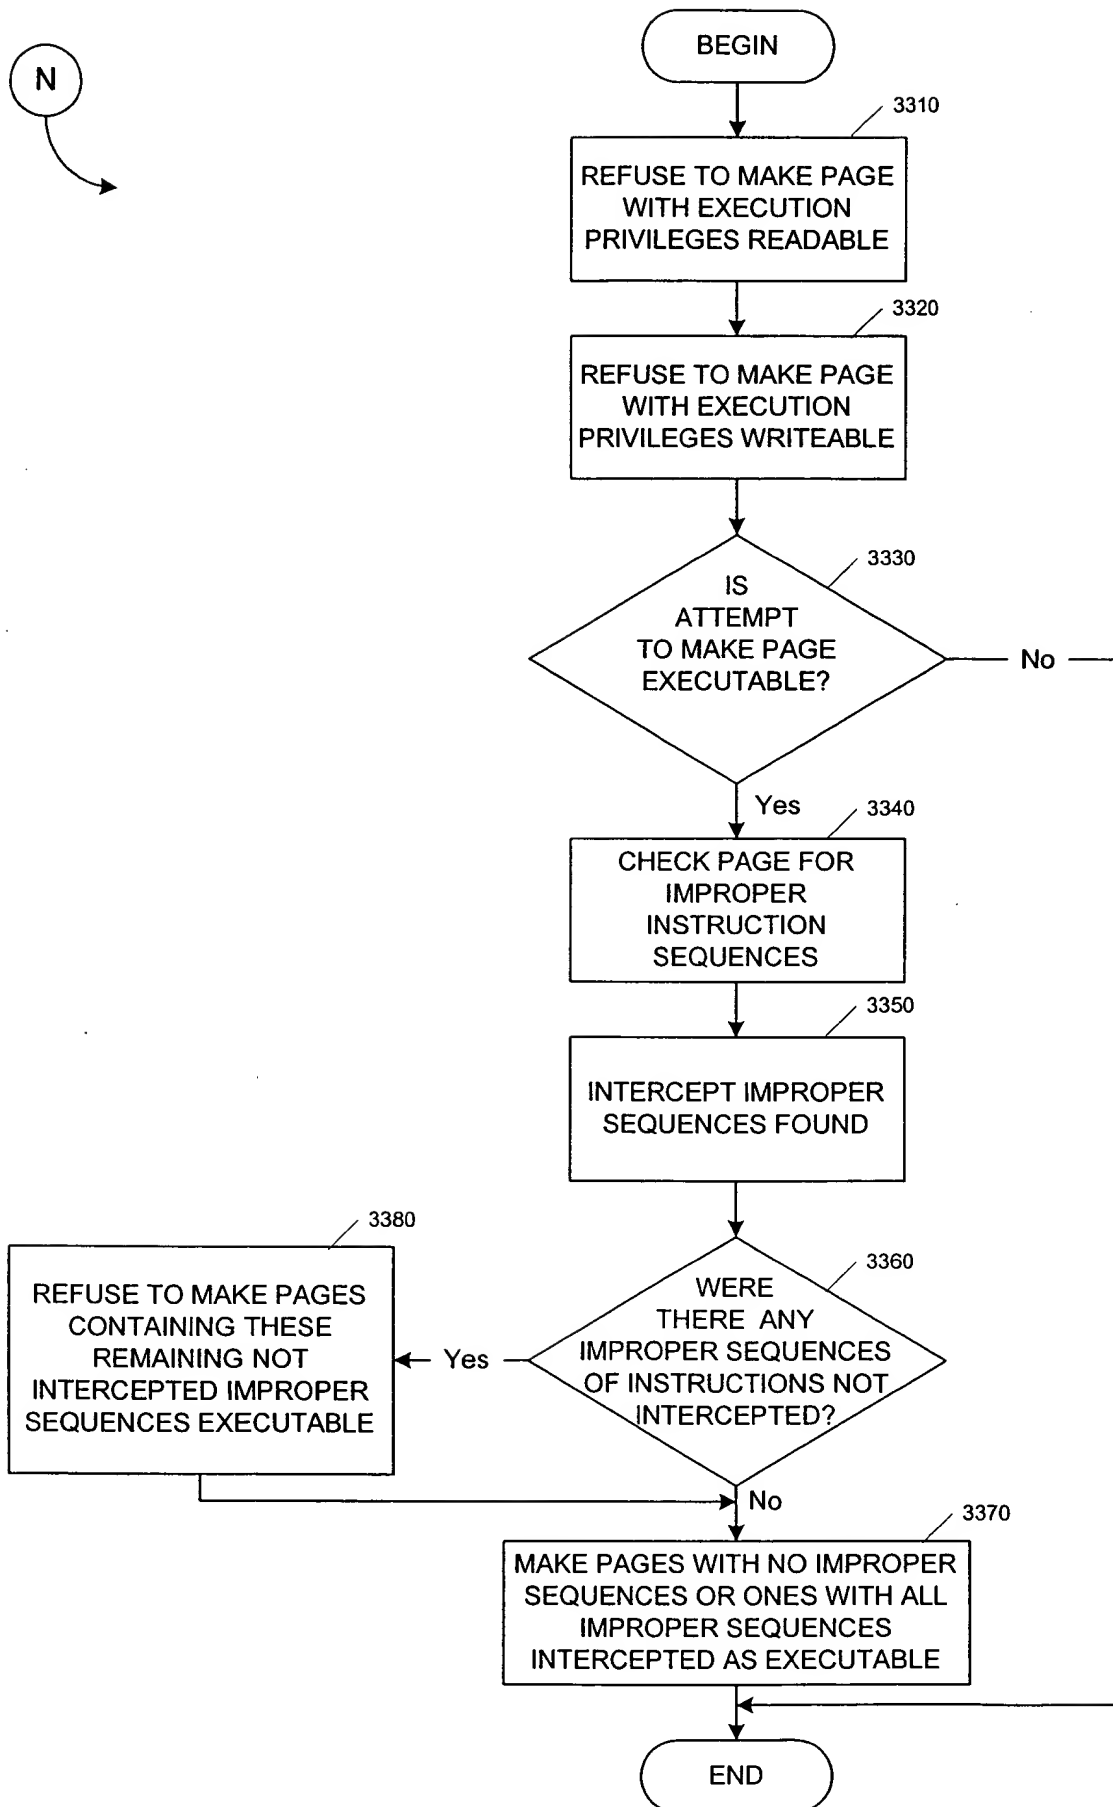 N
BEGIN
3310
REFUSE TO MAKE PAGE
WITH EXECUTION
PRIVILEGES READABLE
3320
REFUSE TO MAKE PAGE
WITH EXECUTION
PRIVILEGES WRITEABLE
3330
IS
ATTEMPT
TO MAKE PAGE
EXECUTABLE?
No
Yes
3340
CHECK PAGE FOR
IMPROPER
INSTRUCTION
SEQUENCES
3350
INTERCEPT IMPROPER
SEQUENCES FOUND
3360
WERE
THERE ANY
IMPROPER SEQUENCES
OF INSTRUCTIONS NOT
INTERCEPTED?
Yes
3380
REFUSE TO MAKE PAGES
CONTAINING THESE
REMAINING NOT
INTERCEPTED IMPROPER
SEQUENCES EXECUTABLE
No
3370
MAKE PAGES WITH NO IMPROPER
SEQUENCES OR ONES WITH ALL
IMPROPER SEQUENCES
INTERCEPTED AS EXECUTABLE
END